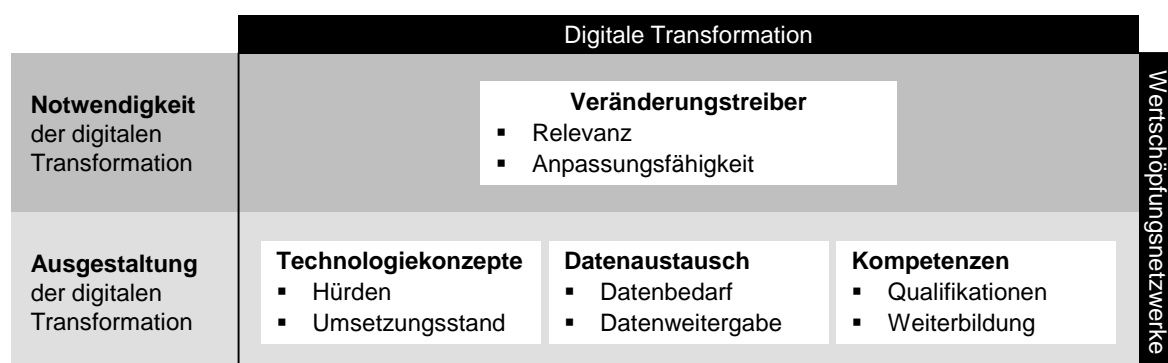 Digitale Transformation
Notwendigkeit
der digitalen
Transformation
Veränderungstreiber
▪ Relevanz
▪ Anpassungsfähigkeit
Ausgestaltung
der digitalen
Transformation
Technologiekonzepte
▪ Hürden
▪ Umsetzungsstand
Datenaustausch
▪ Datenbedarf
▪ Datenweitergabe
Kompetenzen
▪ Qualifikationen
▪ Weiterbildung
Wertschöpfungsnetzwerke